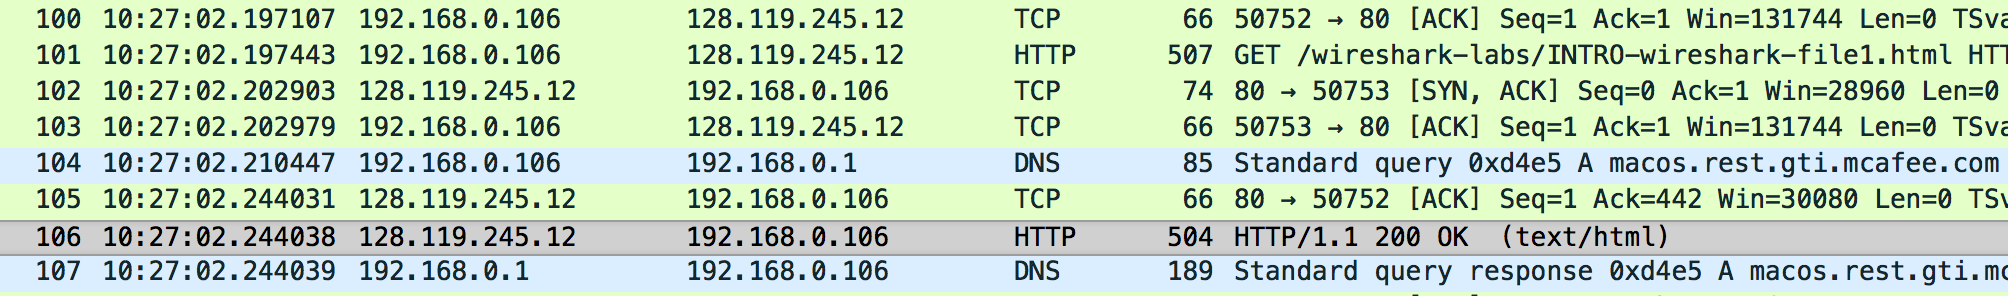 100 10:27:02.197107 192.168.0.106 128.119.245.12 TCP 66 50752 → 80 [ACK] Seq=1 Ack=1 Win=131744 Len=0 TSva
101 10:27:02.197443 192.168.0.106 128.119.245.12 HTTP 507 GET /wireshark-labs/INTRO-wireshark-file1.html HTT
102 10:27:02.202903 128.119.245.12 192.168.0.106 TCP 74 80 → 50753 [SYN, ACK] Seq=0 Ack=1 Win=28960 Len=0
103 10:27:02.202979 192.168.0.106 128.119.245.12 TCP 66 50753 → 80 [ACK] Seq=1 Ack=1 Win=131744 Len=0 TSva
104 10:27:02.210447 192.168.0.106 192.168.0.1 DNS 85 Standard query 0xd4e5 A macos.rest.gti.mcafee.com
105 10:27:02.244031 128.119.245.12 192.168.0.106 TCP 66 80 → 50752 [ACK] Seq=1 Ack=442 Win=30080 Len=0 TSv
106 10:27:02.244038 128.119.245.12 192.168.0.106 HTTP 504 HTTP/1.1 200 OK (text/html)
107 10:27:02.244039 192.168.0.1 192.168.0.106 DNS 189 Standard query response 0xd4e5 A macos.rest.gti.mc